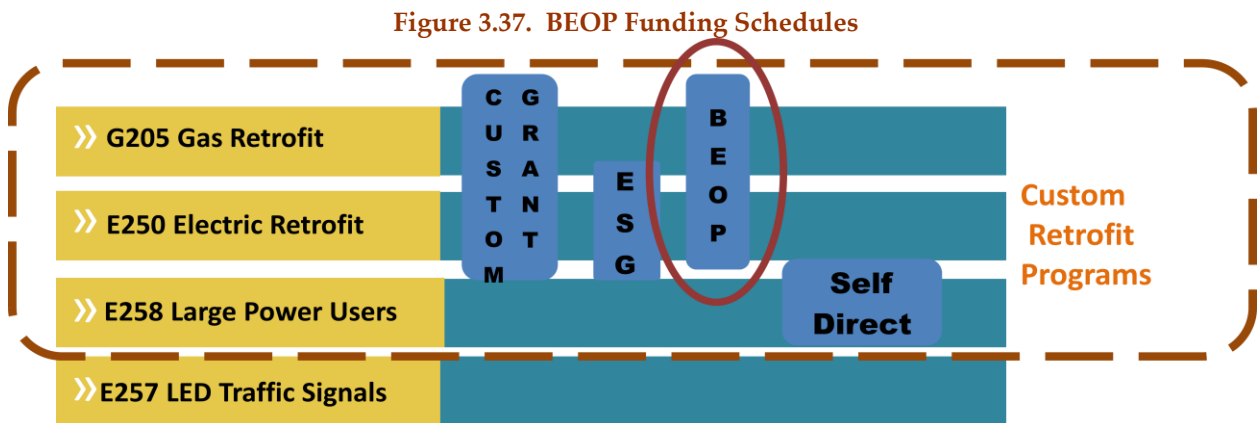 Figure 3.37. BEOP Funding Schedules
» G205 Gas Retrofit
» E250 Electric Retrofit
» E258 Large Power Users
» E257 LED Traffic Signals
CUSTOM
GRANT
ESG
BEOP
Self
Direct
Custom
Retrofit
Programs